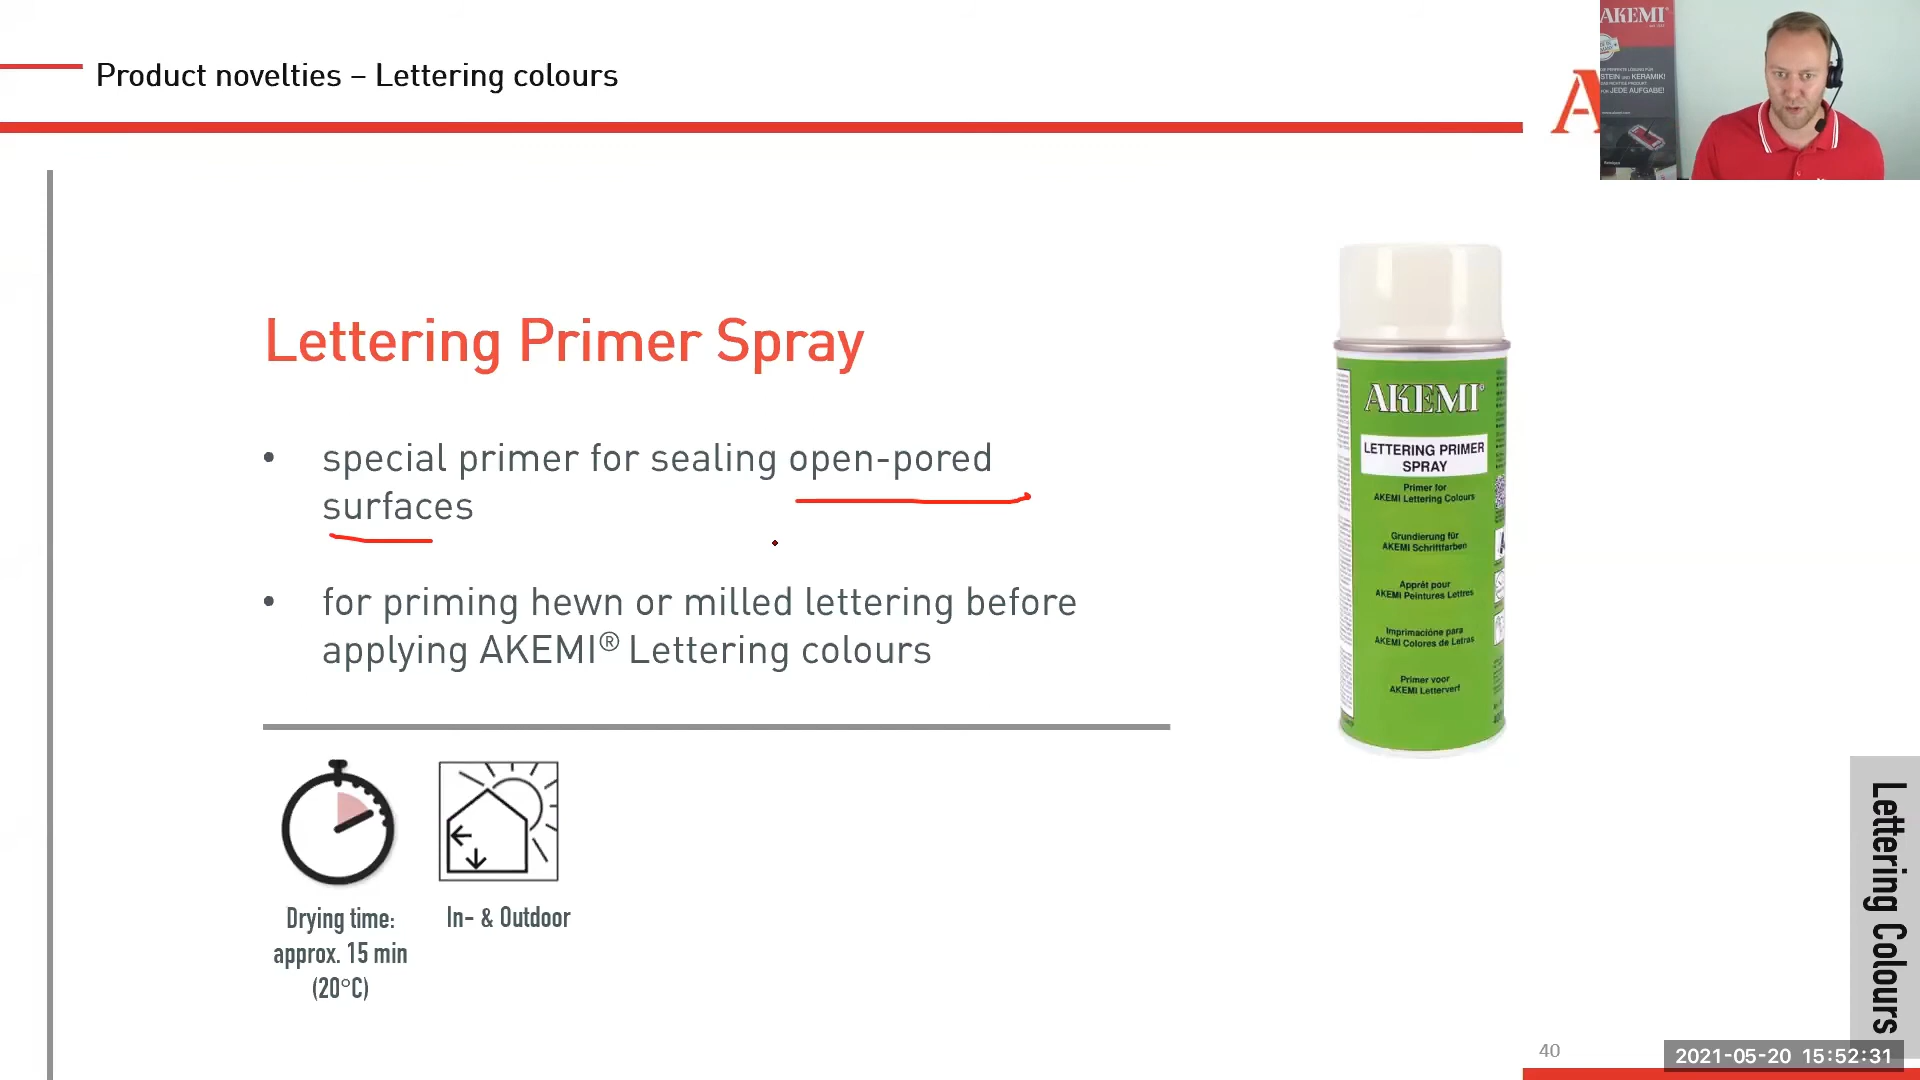 Product novelties – Lettering colours
AKEMI®
STEIN und KERAMIK!
FÜR JEDE AUFGABE!
Lettering Primer Spray
• special primer for sealing open-pored
surfaces
• for priming hewn or milled lettering before
applying AKEMI® Lettering colours
AKEMI®
LETTERING PRIMER
SPRAY
Primer for
AKEMI Lettering Colours
Grundierung für
AKEMI Schriftfarben
Apprêt pour
AKEMI Peintures Lettres
Imprimacióne para
AKEMI Colores de Letras
Primer voor
AKEMI Letterverf
Drying time:
approx. 15 min
(20°C)
In- & Outdoor
Lettering Colours
40
2021-05-20 15:52:31